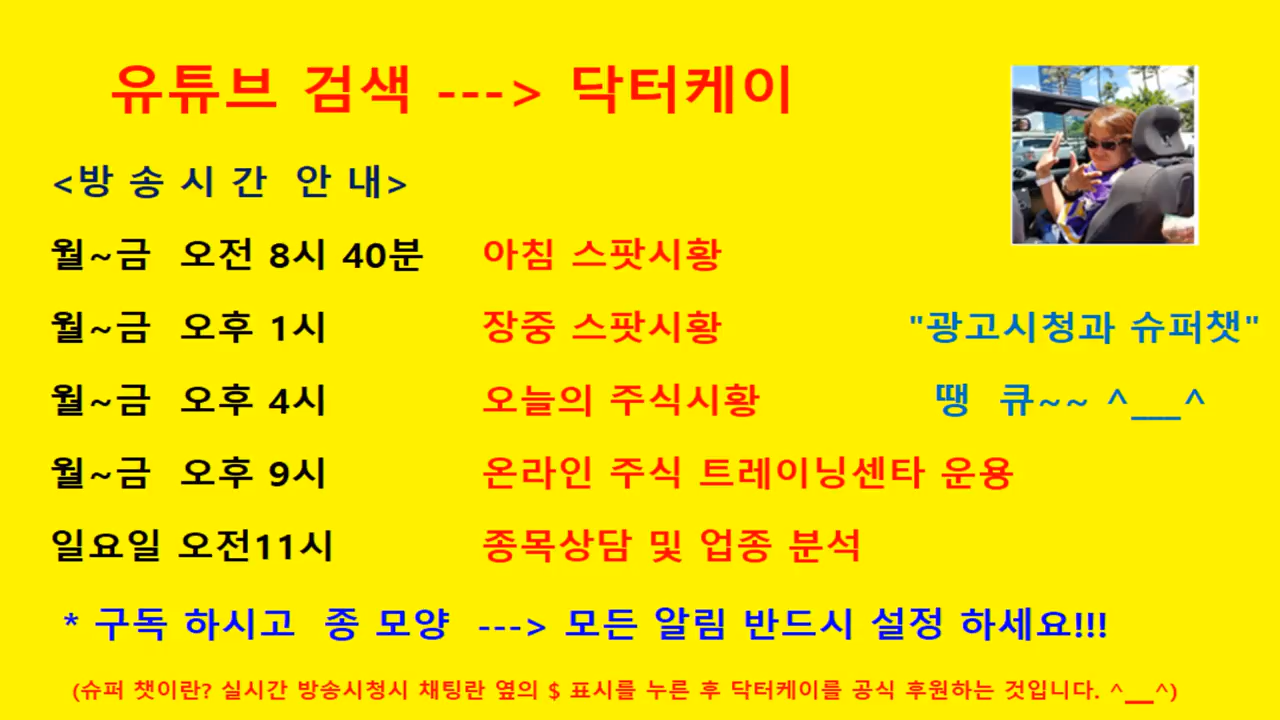 유튜브 검색 ---> 닥터케이
<방 송 시 간 안 내>
월~금 오전 8시 40분 아침 스팟시황
월~금 오후 1시 장중 스팟시황 "광고시청과 슈퍼챗"
월~금 오후 4시 오늘의 주식시황 땡 큐~~ ^___^
월~금 오후 9시 온라인 주식 트레이닝센타 운용
일요일 오전11시 종목상담 및 업종 분석
* 구독 하시고 종 모양 ---> 모든 알림 반드시 설정 하세요!!!
(슈퍼 챗이란? 실시간 방송시청시 채팅란 옆의 $ 표시를 누른 후 닥터케이를 공식 후원하는 것입니다. ^__^)